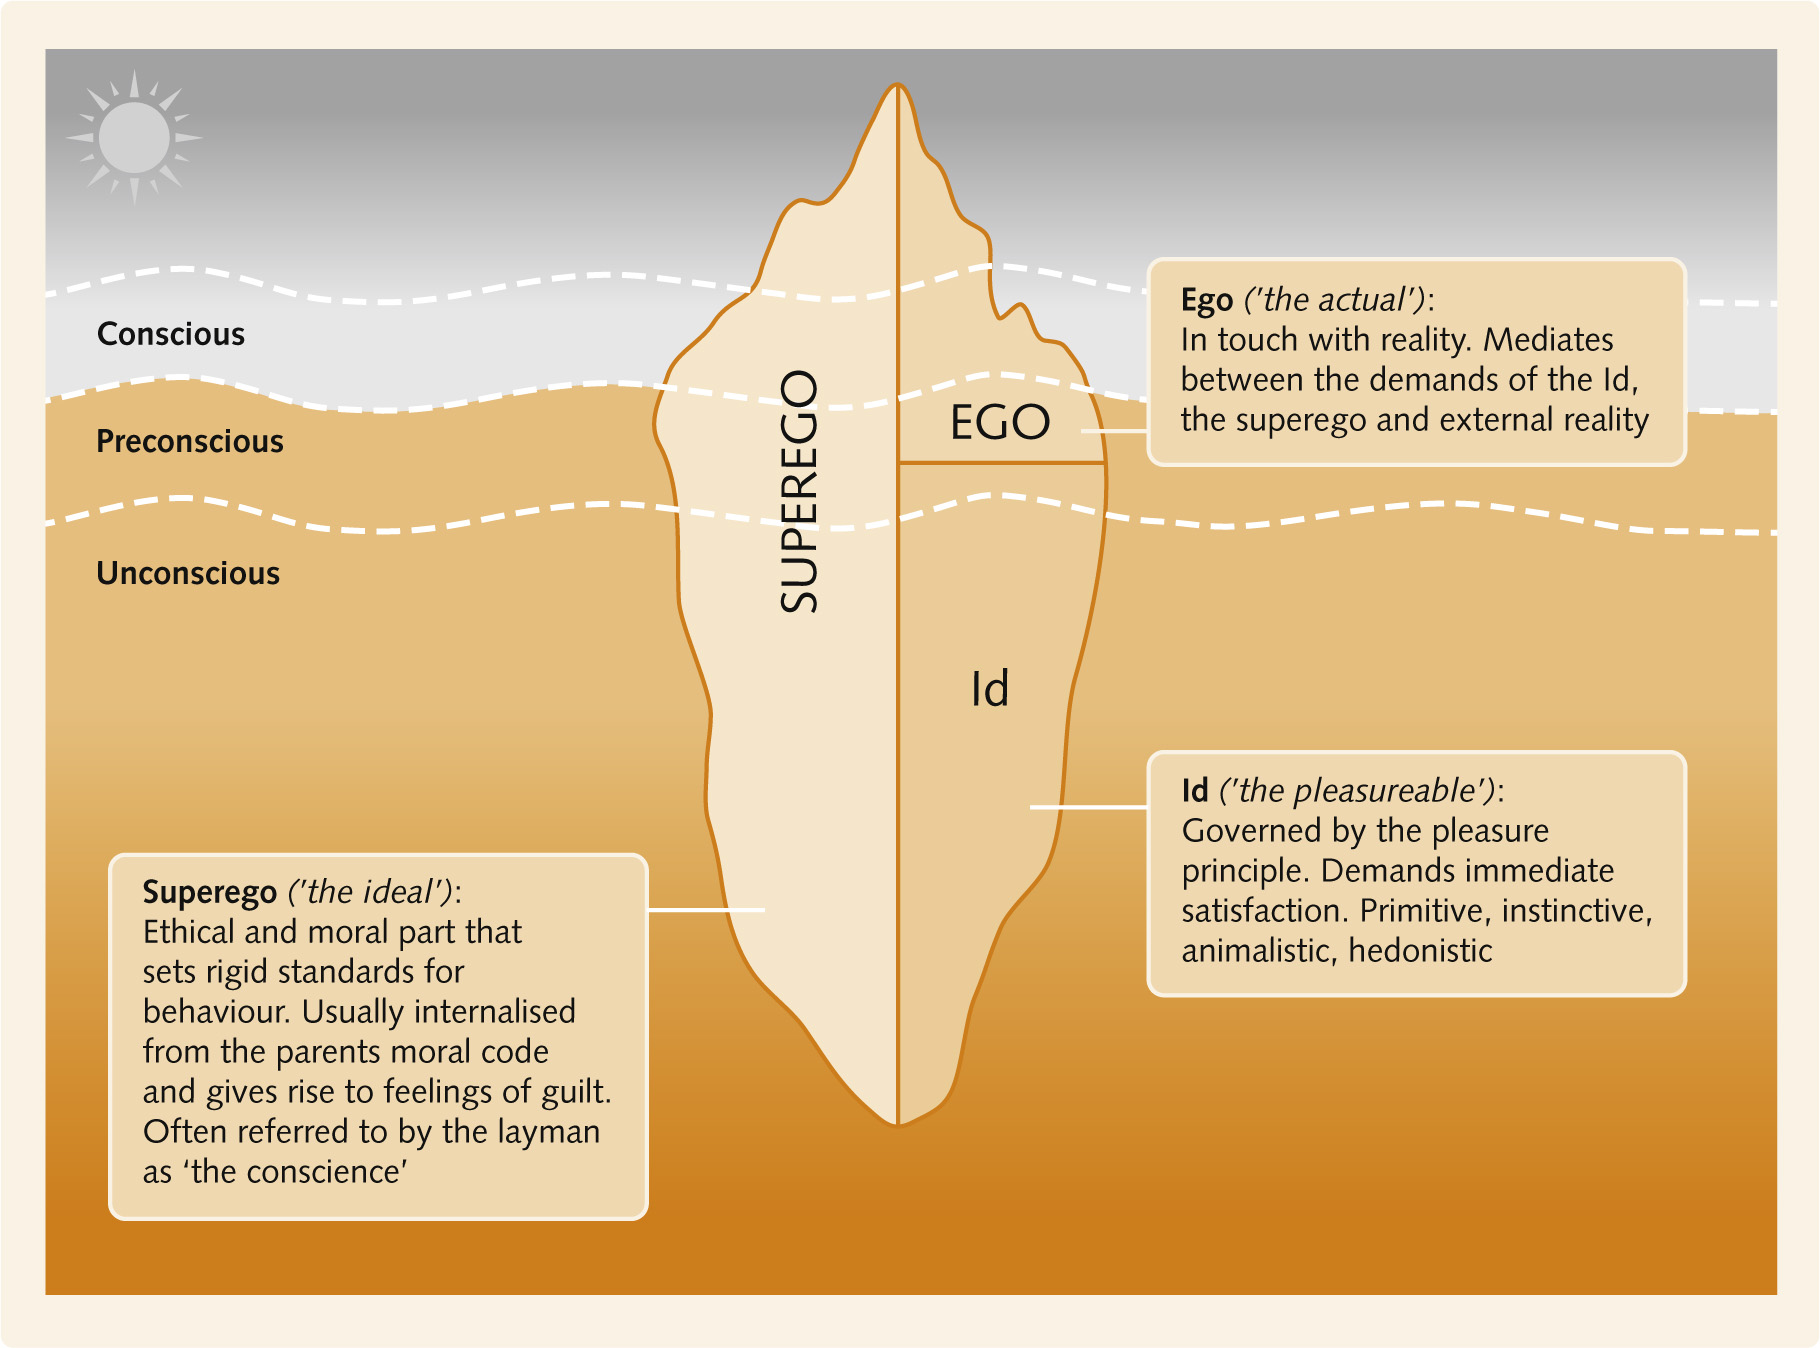 Conscious
Preconscious
Unconscious
SUPEREGO
EGO
Id
Ego ('the actual'):
In touch with reality. Mediates
between the demands of the Id,
the superego and external reality
Id ('the pleasureable'):
Governed by the pleasure
principle. Demands immediate
satisfaction. Primitive, instinctive,
animalistic, hedonistic
Superego ('the ideal'):
Ethical and moral part that
sets rigid standards for
behaviour. Usually internalised
from the parents moral code
and gives rise to feelings of guilt.
Often referred to by the layman
as ‘the conscience’